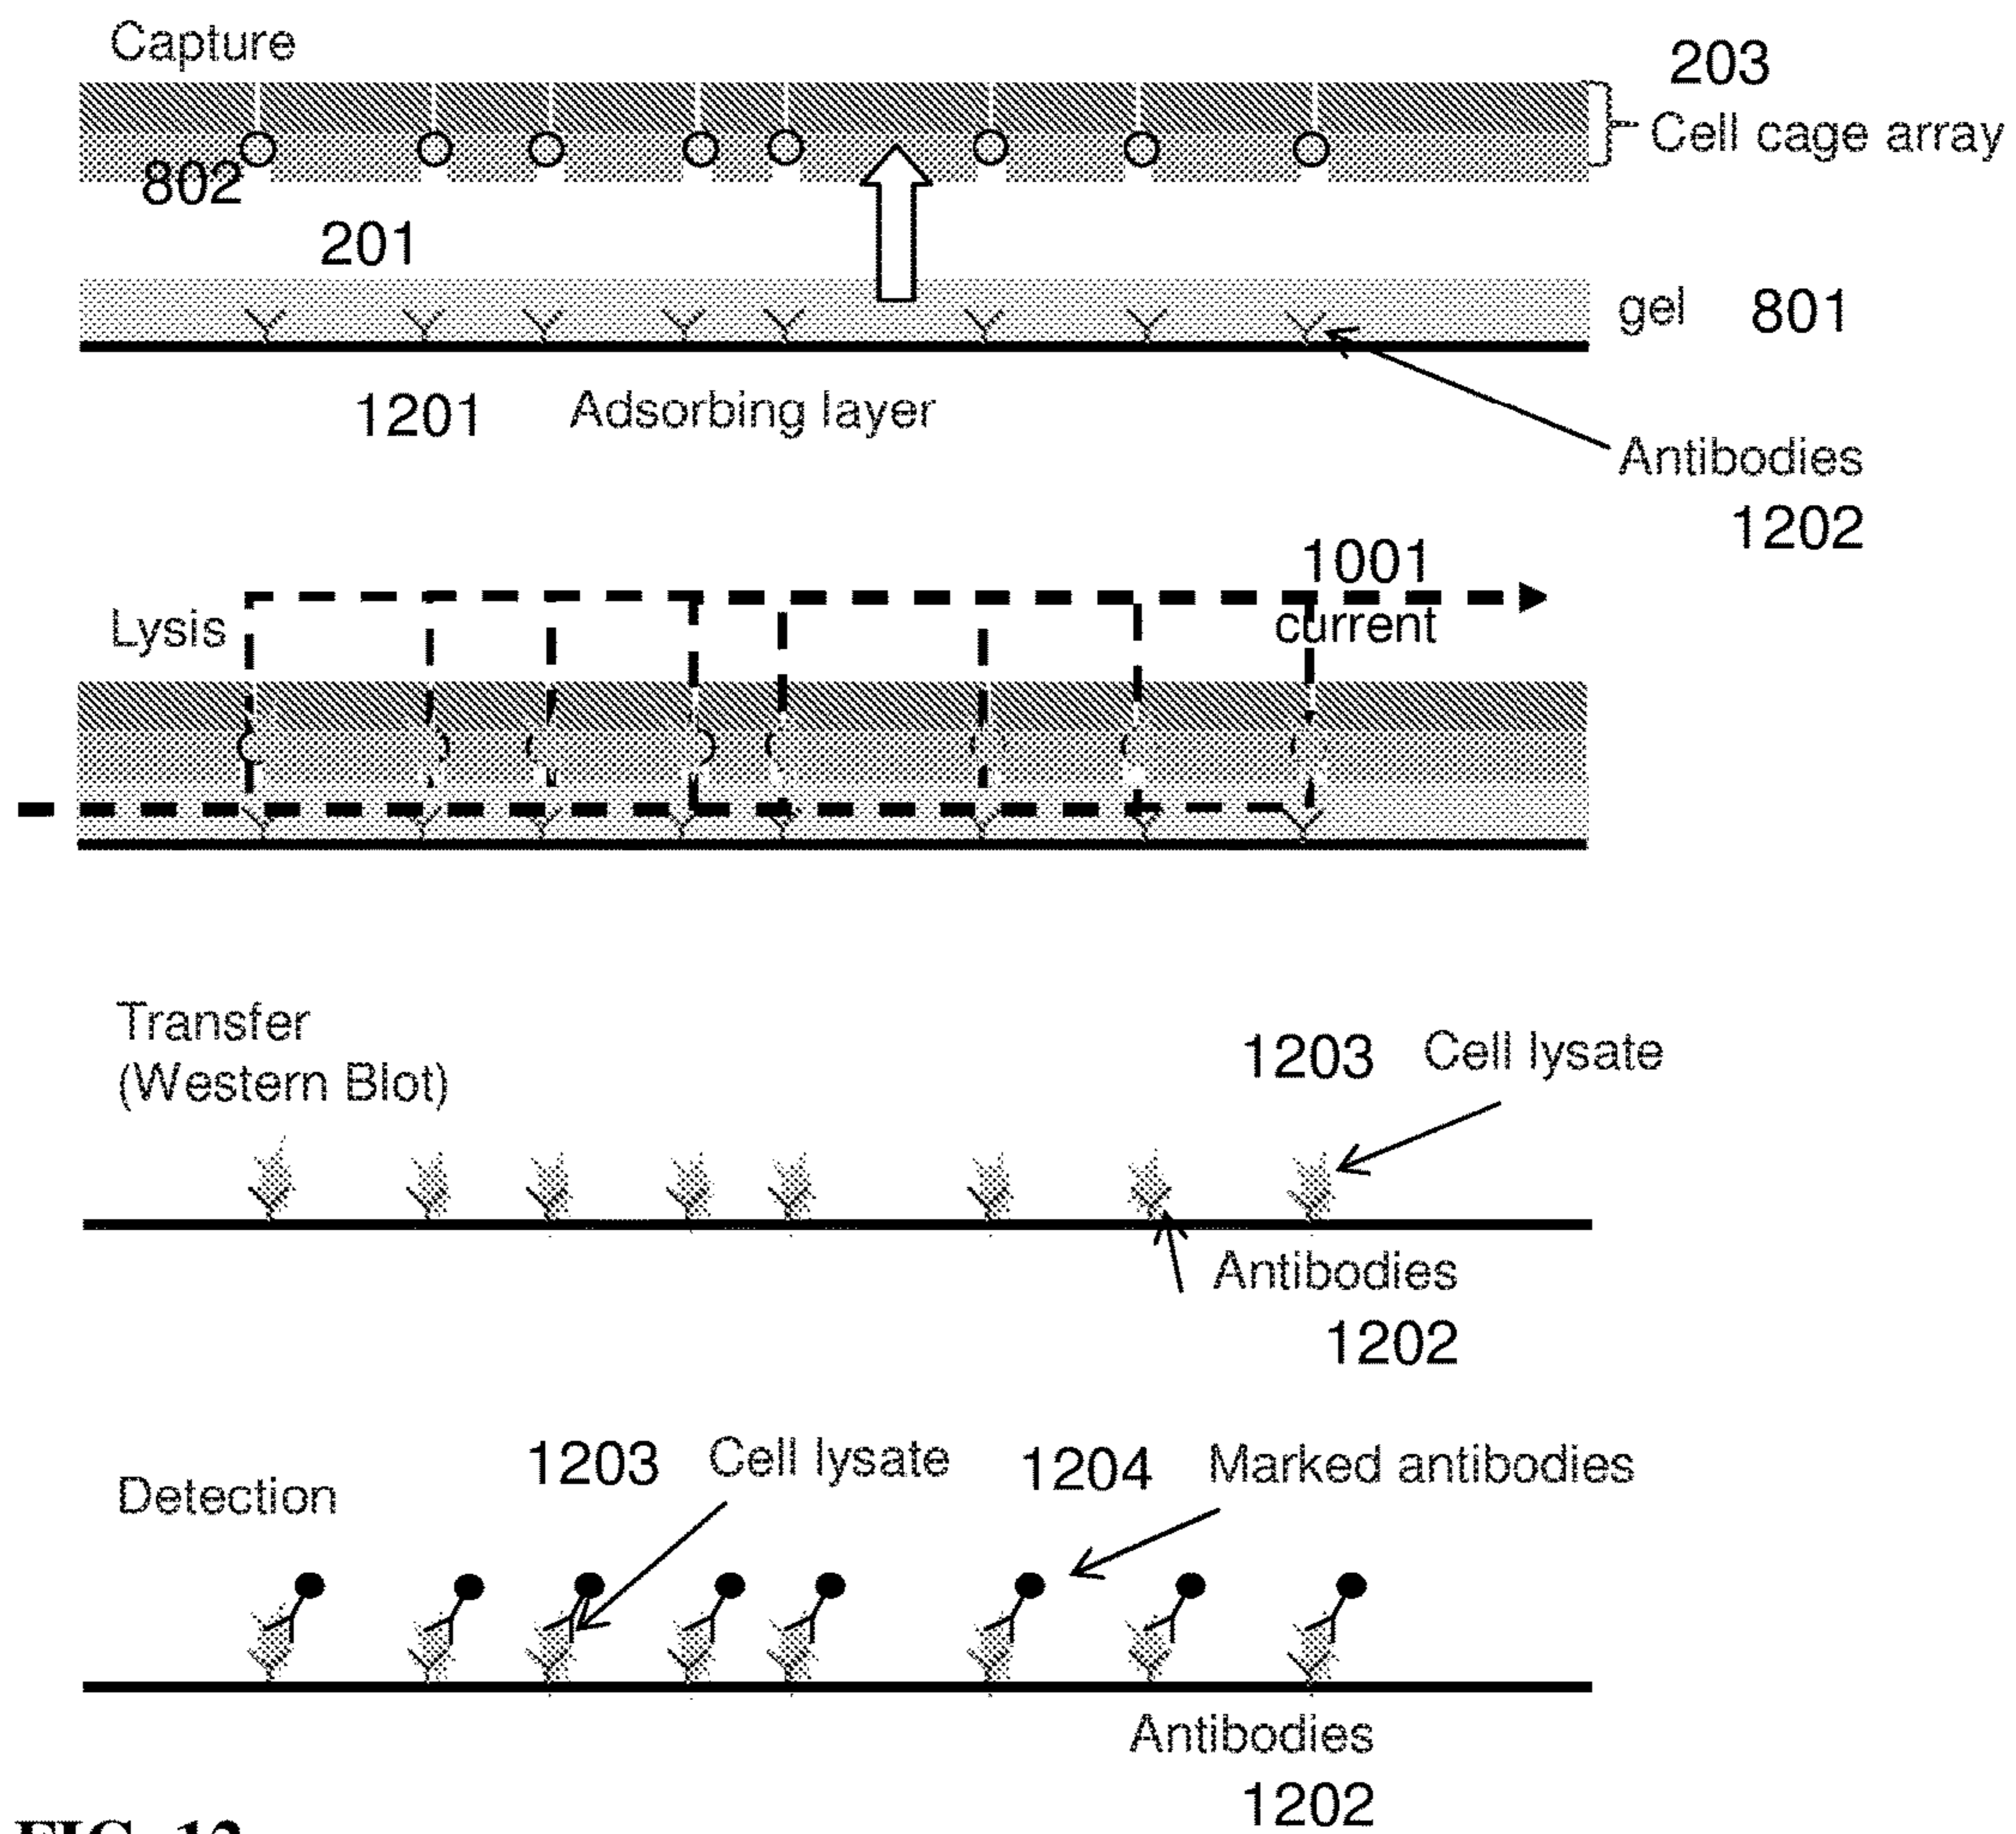 Capture
203
Cell cage array
802
201
gel 801
1201 Adsorbing layer
Antibodies
1202
1001
current
Lysis
Transfer
(Western Blot)
1203 Cell lysate
Antibodies
1202
1203 Cell lysate
1204 Marked antibodies
Detection
Antibodies
1202